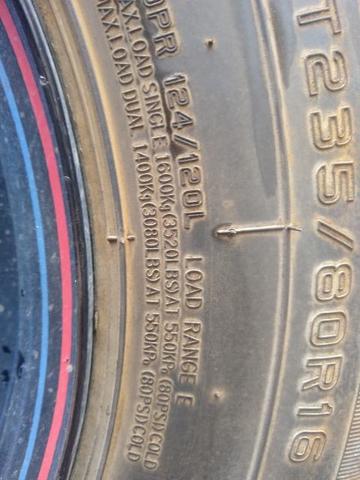 T235/80R16
0PR 124/120L LOAD RANGE E
MAX.LOAD SINGLE 1600Kg(3520LBS)AT 550KPa (80PSI)COLD
MAX.LOAD DUAL 1400Kg(3080LBS)AT 550KPa (80PSI)COLD